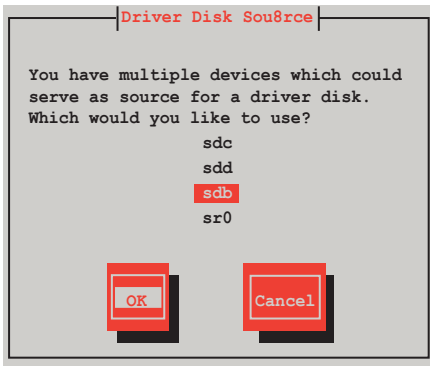 Driver Disk Sou8rce
You have multiple devices which could
serve as source for a driver disk.
Which would you like to use?
sdc
sdd
sdb
sr0
OK
Cancel